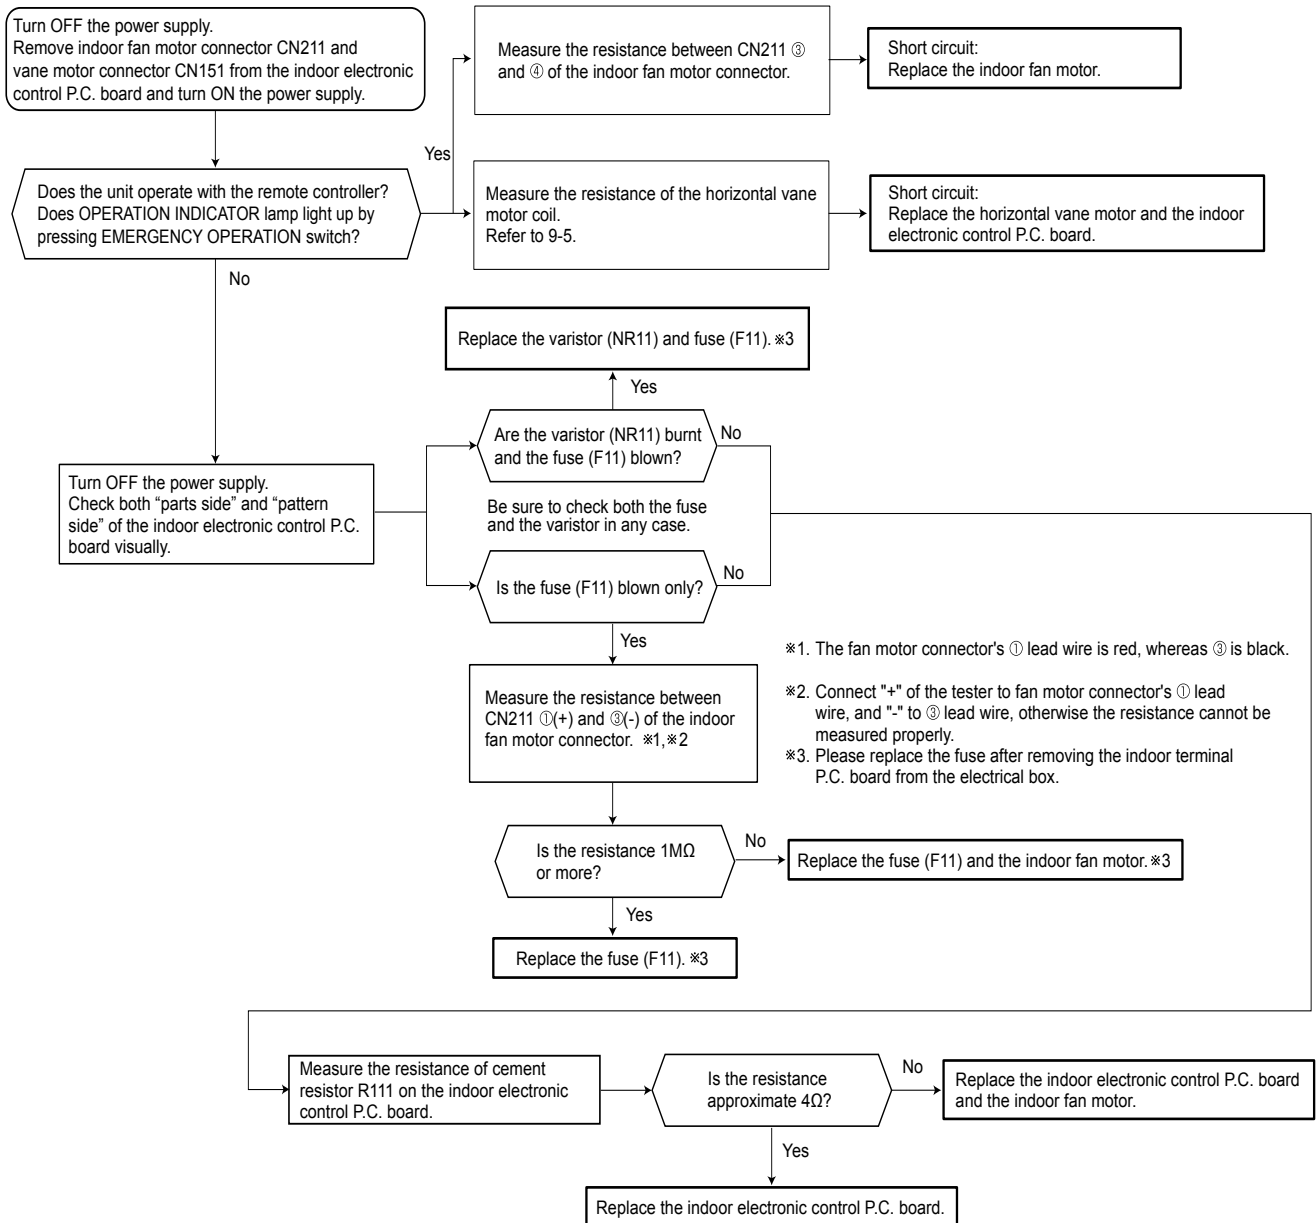 Turn OFF the power supply.
Remove indoor fan motor connector CN211 and
vane motor connector CN151 from the indoor electronic
control P.C. board and turn ON the power supply.
Measure the resistance between CN211 ③
and ④ of the indoor fan motor connector.
Short circuit:
Replace the indoor fan motor.
Yes
Does the unit operate with the remote controller?
Does OPERATION INDICATOR lamp light up by
pressing EMERGENCY OPERATION switch?
Measure the resistance of the horizontal vane
motor coil.
Refer to 9-5.
Short circuit:
Replace the horizontal vane motor and the indoor
electronic control P.C. board.
No
Replace the varistor (NR11) and fuse (F11). ※3
Yes
Are the varistor (NR11) burnt
and the fuse (F11) blown?
No
Turn OFF the power supply.
Check both “parts side” and “pattern
side” of the indoor electronic control P.C.
board visually.
Be sure to check both the fuse
and the varistor in any case.
Is the fuse (F11) blown only?
No
Yes
※1. The fan motor connector's ① lead wire is red, whereas ③ is black.
※2. Connect "+" of the tester to fan motor connector's ① lead
wire, and "-" to ③ lead wire, otherwise the resistance cannot be
measured properly.
※3. Please replace the fuse after removing the indoor terminal
P.C. board from the electrical box.
Measure the resistance between
CN211 ①(+) and ③(-) of the indoor
fan motor connector. ※1,※2
Is the resistance 1MΩ
or more?
No
Replace the fuse (F11) and the indoor fan motor. ※3
Yes
Replace the fuse (F11). ※3
Measure the resistance of cement
resistor R111 on the indoor electronic
control P.C. board.
Is the resistance
approximate 4Ω?
No
Replace the indoor electronic control P.C. board
and the indoor fan motor.
Yes
Replace the indoor electronic control P.C. board.